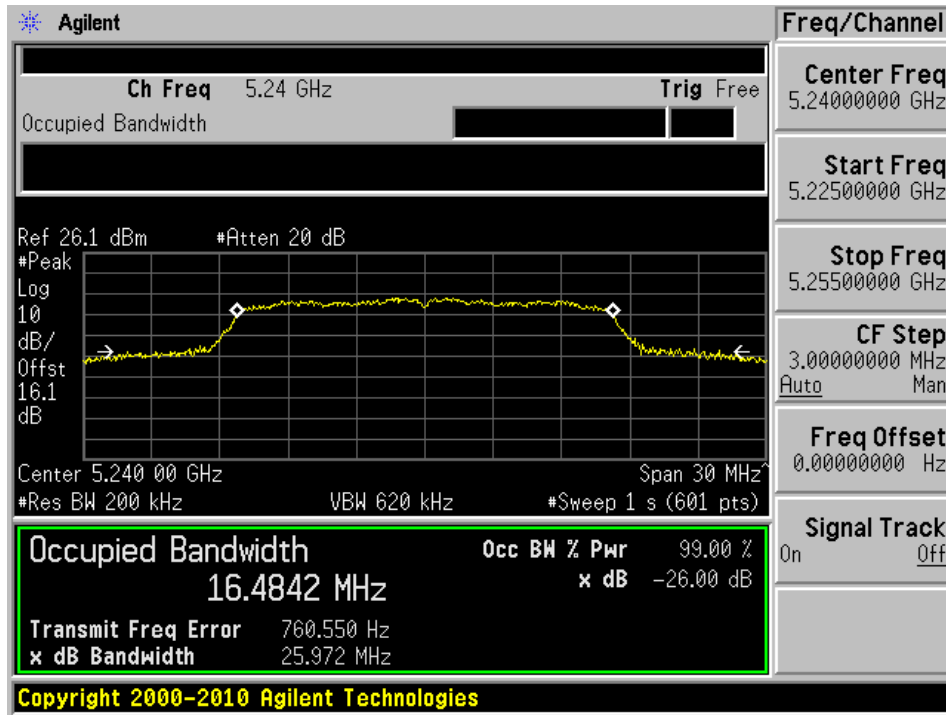 Agilent
Freq/Channel
Ch Freq 5.24 GHz Trig Free
Occupied Bandwidth
Center Freq
5.24000000 GHz
Start Freq
5.22500000 GHz
Stop Freq
5.25500000 GHz
CF Step
3.00000000 MHz
Auto Man
Freq Offset
0.00000000 Hz
Signal Track
On Off
Ref 26.1 dBm #Atten 20 dB
#Peak
Log
10
dB/
Offst
16.1
dB
Center 5.240 00 GHz Span 30 MHz^
#Res BW 200 kHz VBW 620 kHz #Sweep 1 s (601 pts)
Occupied Bandwidth Occ BW % Pwr 99.00 %
16.4842 MHz x dB -26.00 dB
Transmit Freq Error 760.550 Hz
x dB Bandwidth 25.972 MHz
Copyright 2000-2010 Agilent Technologies